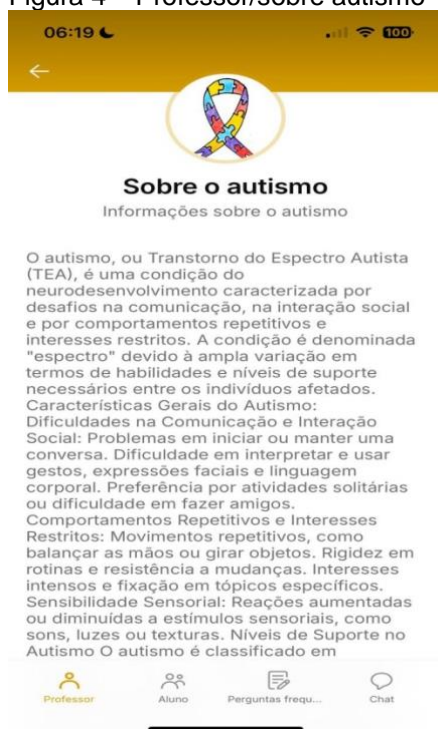 Figura 4 – Professor/sobre autismo
06:19
100
Sobre o autismo
Informações sobre o autismo
O autismo, ou Transtorno do Espectro Autista
(TEA), é uma condição do
neurodesenvolvimento caracterizada por
desafios na comunicação, na interação social
e por comportamentos repetitivos e
interesses restritos. A condição é denominada
"espectro" devido à ampla variação em
termos de habilidades e níveis de suporte
necessários entre os indivíduos afetados.
Características Gerais do Autismo:
Dificuldades na Comunicação e Interação
Social: Problemas em iniciar ou manter uma
conversa. Dificuldade em interpretar e usar
gestos, expressões faciais e linguagem
corporal. Preferência por atividades solitárias
ou dificuldade em fazer amigos.
Comportamentos Repetitivos e Interesses
Restritos: Movimentos repetitivos, como
balançar as mãos ou girar objetos. Rigidez em
rotinas e resistência a mudanças. Interesses
intensos e fixação em tópicos específicos.
Sensibilidade Sensorial: Reações aumentadas
ou diminuídas a estímulos sensoriais, como
sons, luzes ou texturas. Níveis de Suporte no
Autismo O autismo é classificado em
Professor
Aluno
Perguntas frequ...
Chat